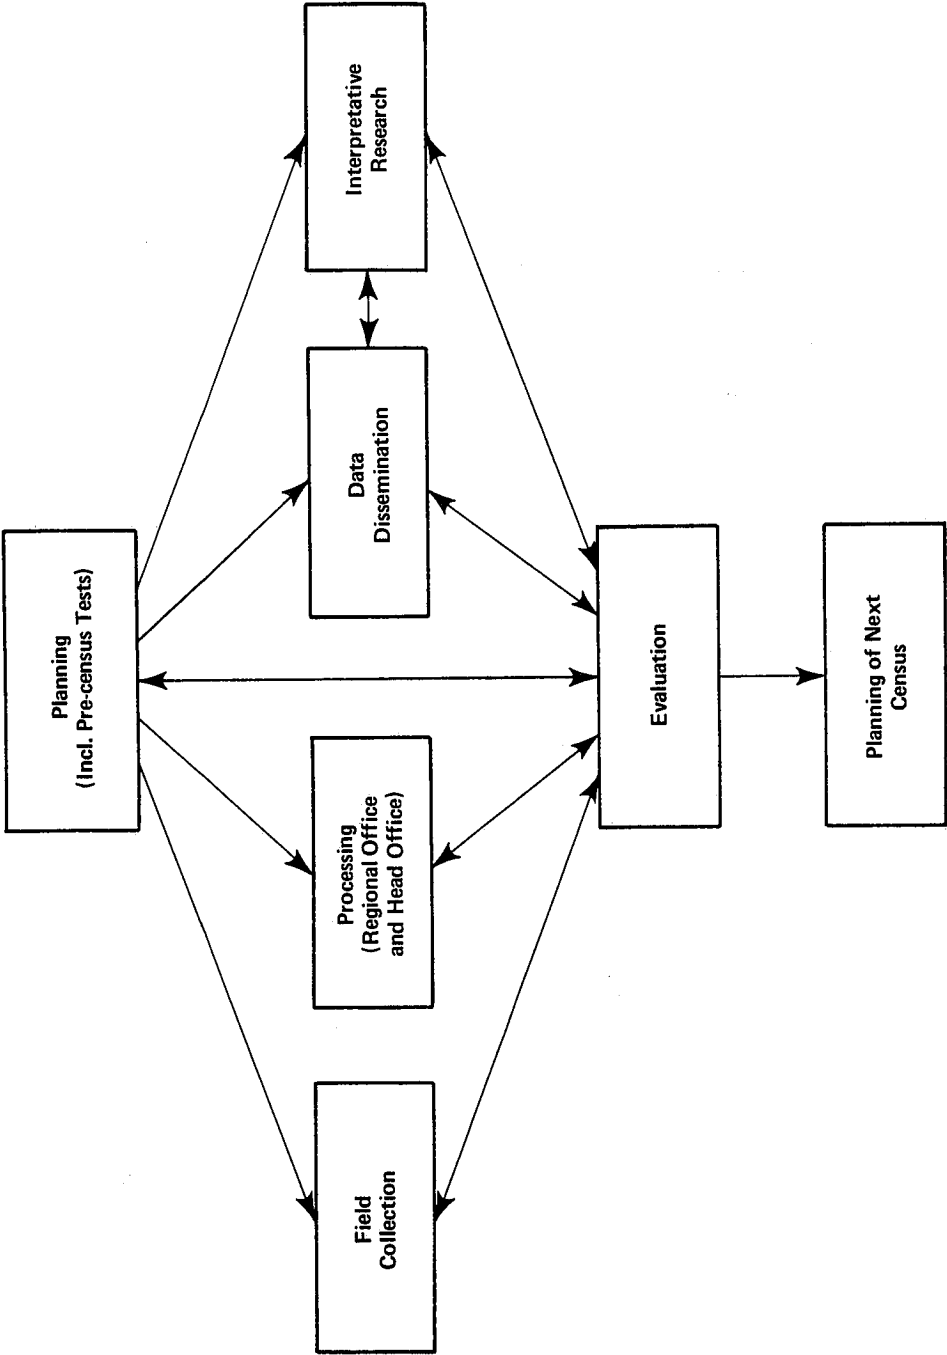 Planning
(Incl. Pre-census Tests)
Field
Collection
Processing
(Regional Office
and Head Office)
Data
Dissemination
Interpretative
Research
Evaluation
Planning of Next
Census